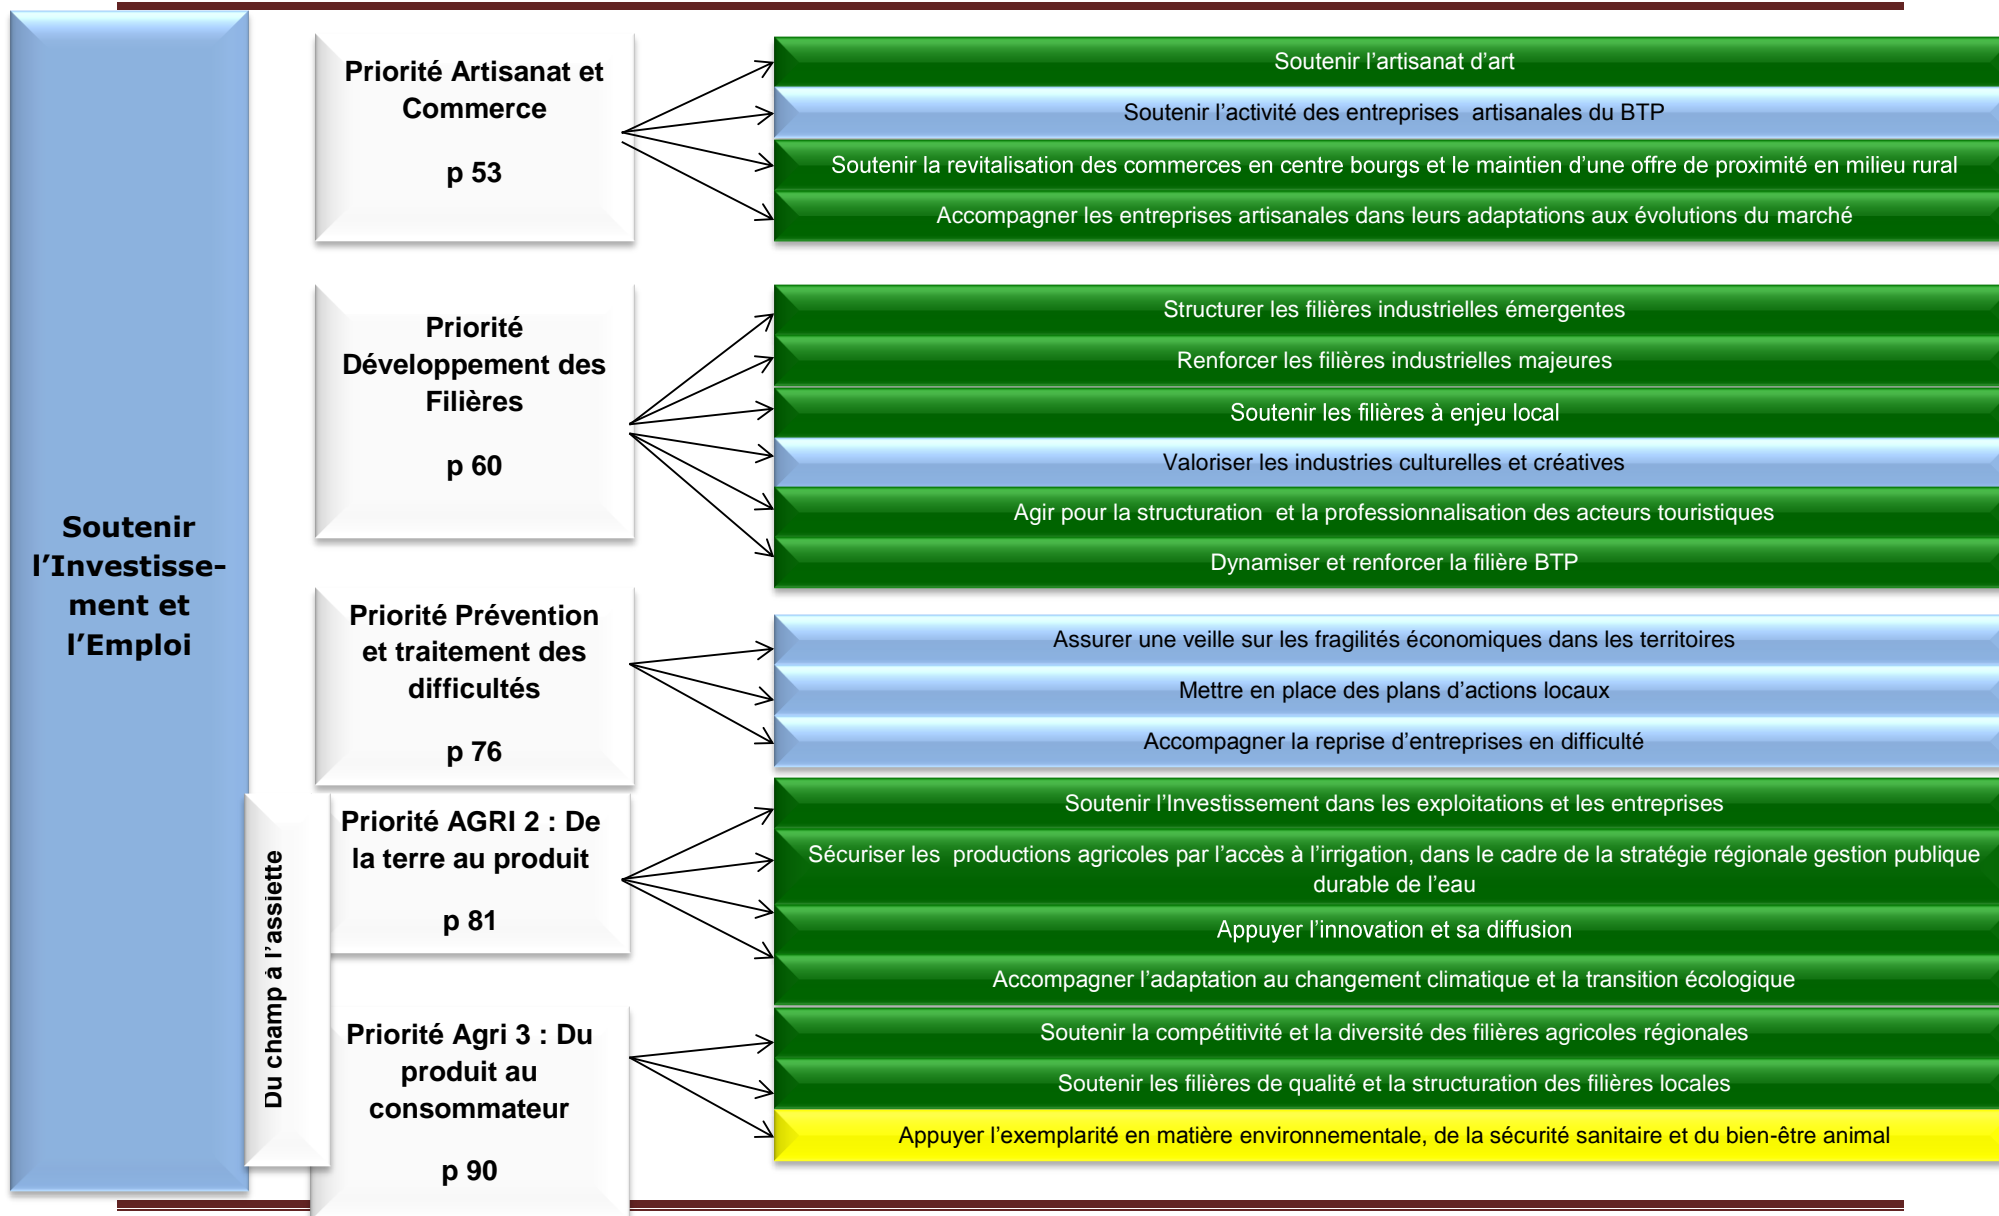 Soutenir
l’Investisse-
ment et
l’Emploi
Priorité Artisanat et
Commerce
p 53
Soutenir l’artisanat d’art
Soutenir l’activité des entreprises  artisanales du BTP
Soutenir la revitalisation des commerces en centre bourgs et le maintien d’une offre de proximité en milieu rural
Accompagner les entreprises artisanales dans leurs adaptations aux évolutions du marché
Priorité
Développement des
Filières
p 60
Structurer les filières industrielles émergentes
Renforcer les filières industrielles majeures
Soutenir les filières à enjeu local
Valoriser les industries culturelles et créatives
Agir pour la structuration  et la professionnalisation des acteurs touristiques
Dynamiser et renforcer la filière BTP
Priorité Prévention
et traitement des
difficultés
p 76
Assurer une veille sur les fragilités économiques dans les territoires
Mettre en place des plans d’actions locaux
Accompagner la reprise d’entreprises en difficulté
Du champ à l’assiette
Priorité AGRI 2 : De
la terre au produit
p 81
Soutenir l’Investissement dans les exploitations et les entreprises
Sécuriser les  productions agricoles par l’accès à l’irrigation, dans le cadre de la stratégie régionale gestion publique
durable de l’eau
Appuyer l’innovation et sa diffusion
Accompagner l’adaptation au changement climatique et la transition écologique
Priorité Agri 3 : Du
produit au
consommateur
p 90
Soutenir la compétitivité et la diversité des filières agricoles régionales
Soutenir les filières de qualité et la structuration des filières locales
Appuyer l’exemplarité en matière environnementale, de la sécurité sanitaire et du bien-être animal